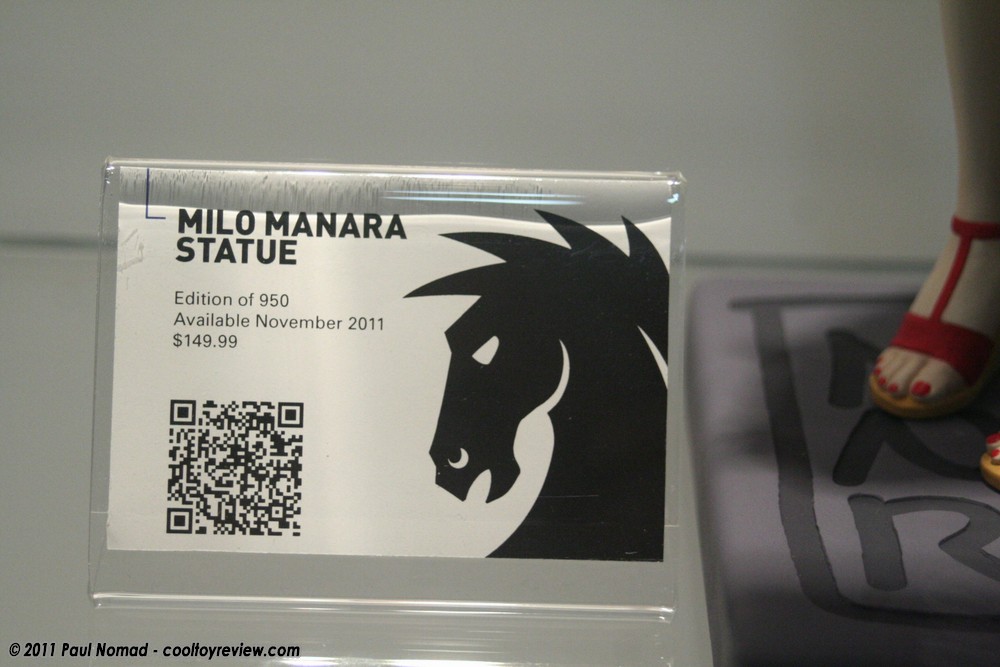 MILO MANARA
STATUE
Edition of 950
Available November 2011
$149.99
© 2011 Paul Nomad - cooltoyreview.com